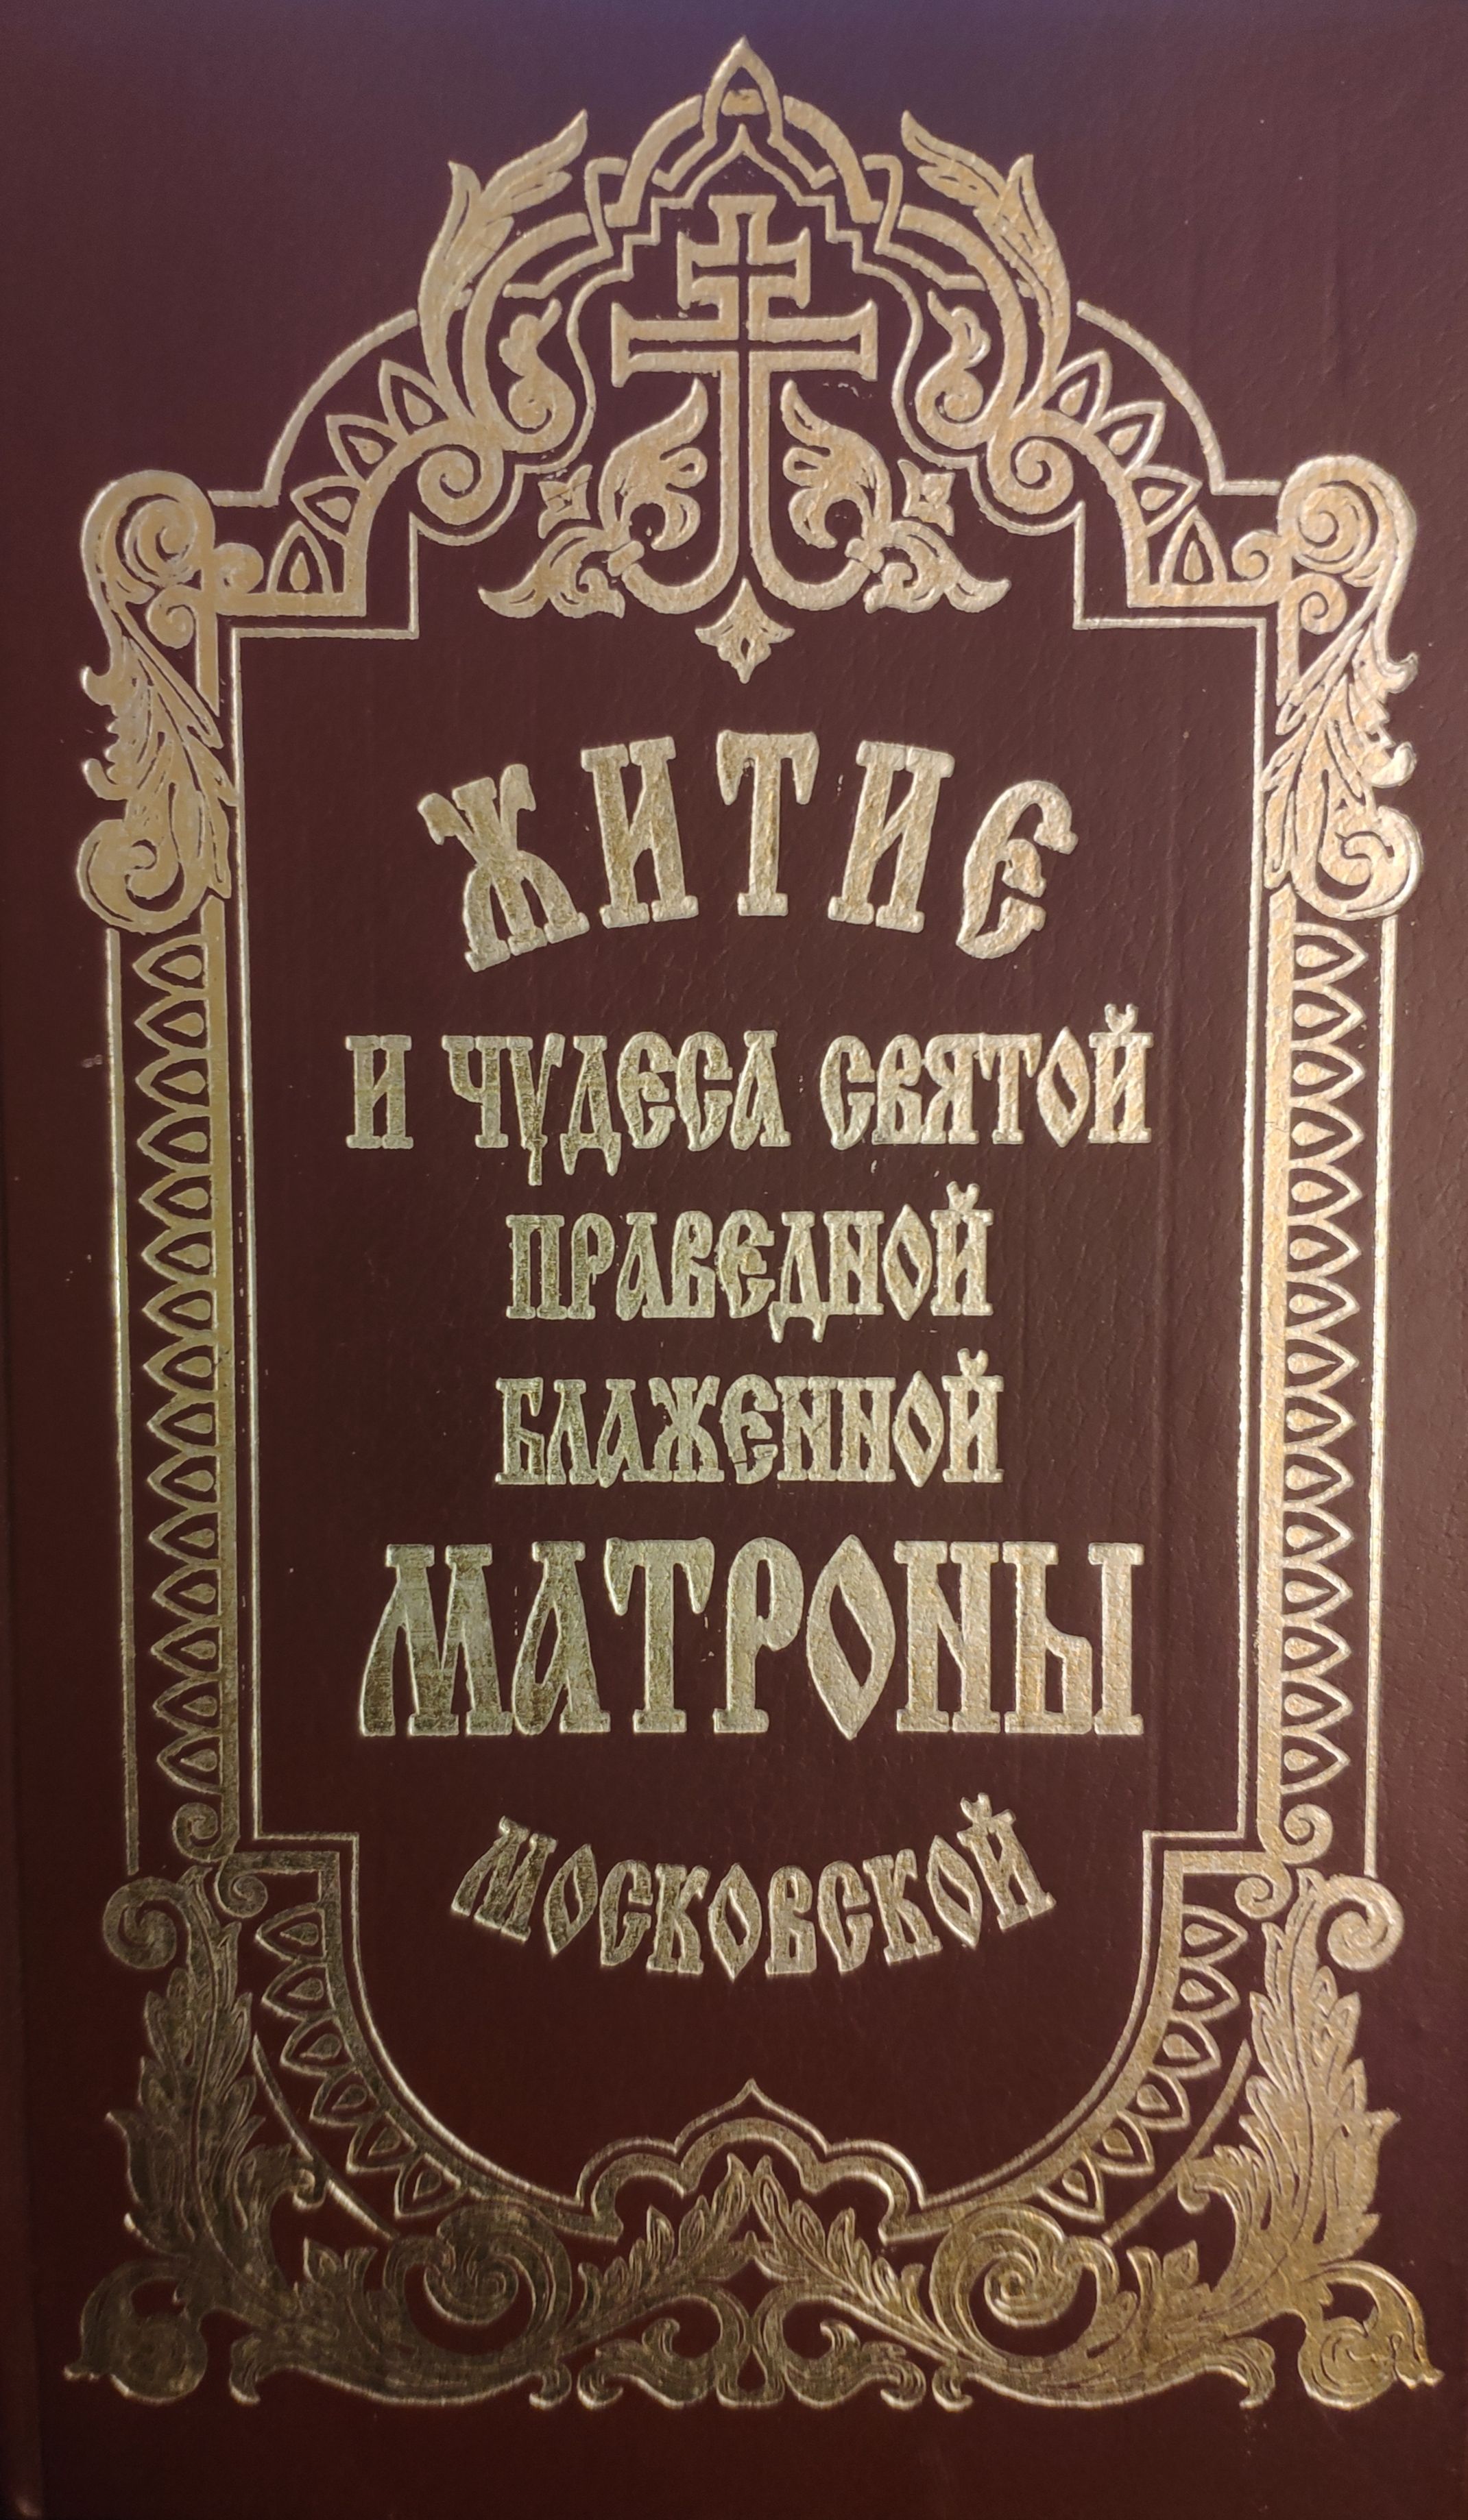 ЖИТИЕ
И ЧУДЕСА СВЯТОЙ
ПРАВЕДНОЙ
БЛАЖЕННОЙ
МАТРОНЫ
МОСКОВСКОЙ